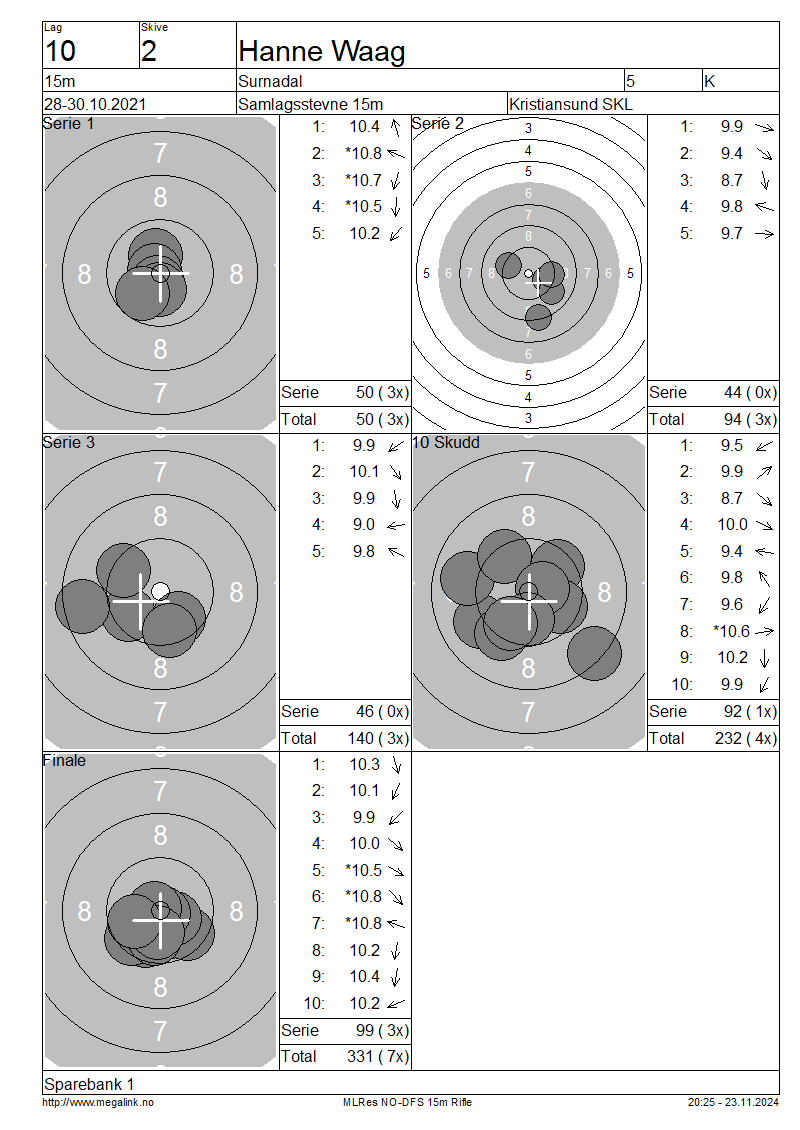 Lag
Skive
10
2
Hanne Waag
15m
Surnadal
5
K
28-30.10.2021
Samlagsstevne 15m
Kristiansund SKL
Serie 1
7
8
8 8
8
7
1: 10.4
2: *10.8
3: *10.7
4: *10.5
5: 10.2
Serie 50 ( 3x)
Total 50 ( 3x)
Serie 2
3
4
5
6
7
8
5 6 7 8 8 7 6 5
7
6
5
4
3
1: 9.9
2: 9.4
3: 8.7
4: 9.8
5: 9.7
Serie 44 ( 0x)
Total 94 ( 3x)
Serie 3
7
8
8
8
7
1: 9.9
2: 10.1
3: 9.9
4: 9.0
5: 9.8
Serie 46 ( 0x)
Total 140 ( 3x)
10 Skudd
7
8
8
8
7
1: 9.5
2: 9.9
3: 8.7
4: 10.0
5: 9.4
6: 9.8
7: 9.6
8: *10.6
9: 10.2
10: 9.9
Serie 92 ( 1x)
Total 232 ( 4x)
Finale
7
8
8 8
8
7
1: 10.3
2: 10.1
3: 9.9
4: 10.0
5: *10.5
6: *10.8
7: *10.8
8: 10.2
9: 10.4
10: 10.2
Serie 99 ( 3x)
Total 331 ( 7x)
Sparebank 1
http://www.megalink.no
MLRes NO-DFS 15m Rifle
20:25 - 23.11.2024